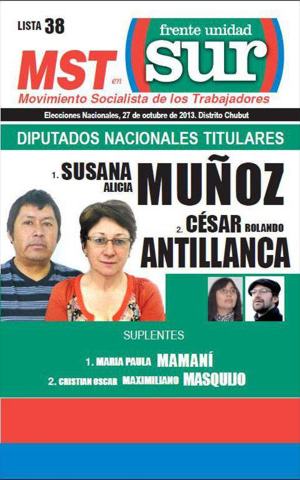 LISTA 38
frente unidad
MST en sur
Movimiento Socialista de los Trabajadores
Elecciones Nacionales, 27 de octubre de 2013. Distrito Chubut
DIPUTADOS NACIONALES TITULARES
1. SUSANA ALICIA MUÑOZ
2. CÉSAR ROLANDO
ANTILLANCA
SUPLENTES
1. MARIA PAULA MAMANÍ
2. CRISTIAN OSCAR MAXIMILIANO MASQUIJO